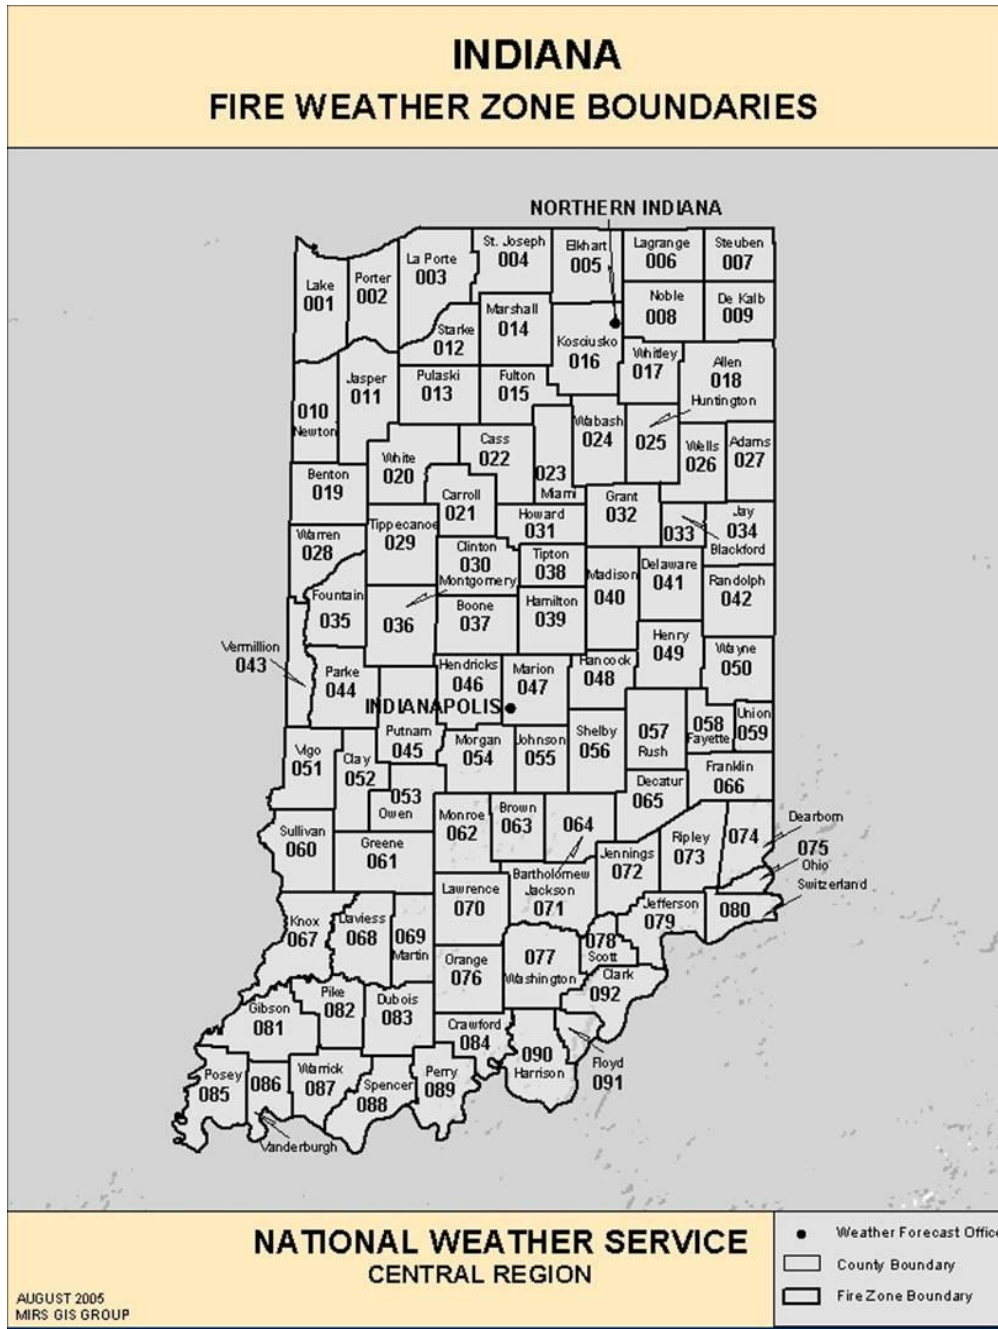 INDIANA
FIRE WEATHER ZONE BOUNDARIES
NORTHERN INDIANA
Lake
001
Porter
002
La Porte
003
St. Joseph
004
Elkhart
005
Lagrange
006
Steuben
007
Noble
008
De Kalb
009
010
Newton
Jasper
011
Starke
012
Pulaski
013
Marshall
014
Fulton
015
Kosciusko
016
Whitley
017
Allen
018
Benton
019
White
020
Carroll
021
Cass
022
023
Miami
Wabash
024
Huntington
025
Wells
026
Adams
027
Warren
028
Tippecanoe
029
Clinton
030
Howard
031
Grant
032
033
Blackford
Jay
034
Fountain
035
Montgomery
036
Boone
037
Tipton
038
Hamilton
039
Madison
040
Delaware
041
Randolph
042
Vermillion
043
Parke
044
INDIANAPOLIS
Putnam
045
Hendricks
046
Marion
047
Hancock
048
Henry
049
Wayne
050
Vigo
051
Clay
052
053
Owen
Morgan
054
Johnson
055
Shelby
056
057
Rush
058
Fayette
Union
059
Sullivan
060
Greene
061
Monroe
062
Brown
063
064
Bartholomew
Decatur
065
Franklin
066
Knox
067
Daviess
068
069
Martin
Lawrence
070
Jackson
071
Jennings
072
Ripley
073
074
Dearborn
075
Ohio
Switzerland
080
Orange
076
077
Washington
078
Scott
Jefferson
079
Gibson
081
Pike
082
Dubois
083
Crawford
084
Clark
092
Posey
085
086
Vanderburgh
Warrick
087
Spencer
088
Perry
089
090
Harrison
Floyd
091
NATIONAL WEATHER SERVICE
CENTRAL REGION
AUGUST 2005
MIRS GIS GROUP
Weather Forecast Office
County Boundary
Fire Zone Boundary